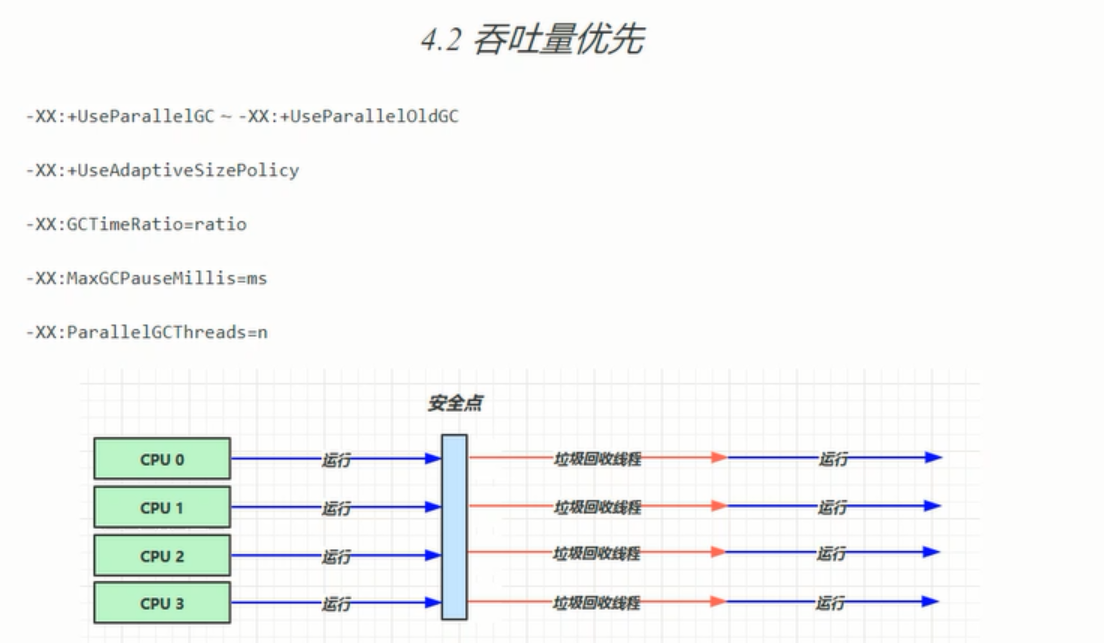 4.2 吞吐量优先
-XX:+UseParallelGC ~ -XX:+UseParallelOldGC
-XX:+UseAdaptiveSizePolicy
-XX:GCTimeRatio=ratio
-XX:MaxGCPauseMillis=ms
-XX:ParallelGCThreads=n
安全点
CPU 0 运行 垃圾回收线程 运行
CPU 1 运行 垃圾回收线程 运行
CPU 2 运行 垃圾回收线程 运行
CPU 3 运行 垃圾回收线程 运行